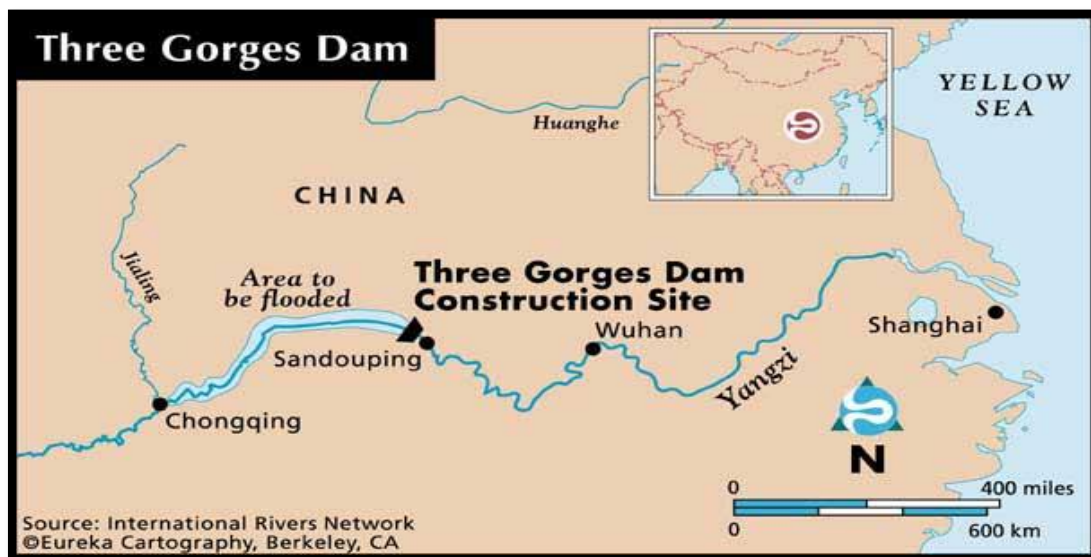 Three Gorges Dam
YELLOW
SEA
Huanghe
CHINA
Jialing
Area to
be flooded
Three Gorges Dam
Construction Site
Sandouping
Wuhan
Shanghai
Yangzi
Chongqing
N
0 400 miles
0 600 km
Source: International Rivers Network
©Eureka Cartography, Berkeley, CA